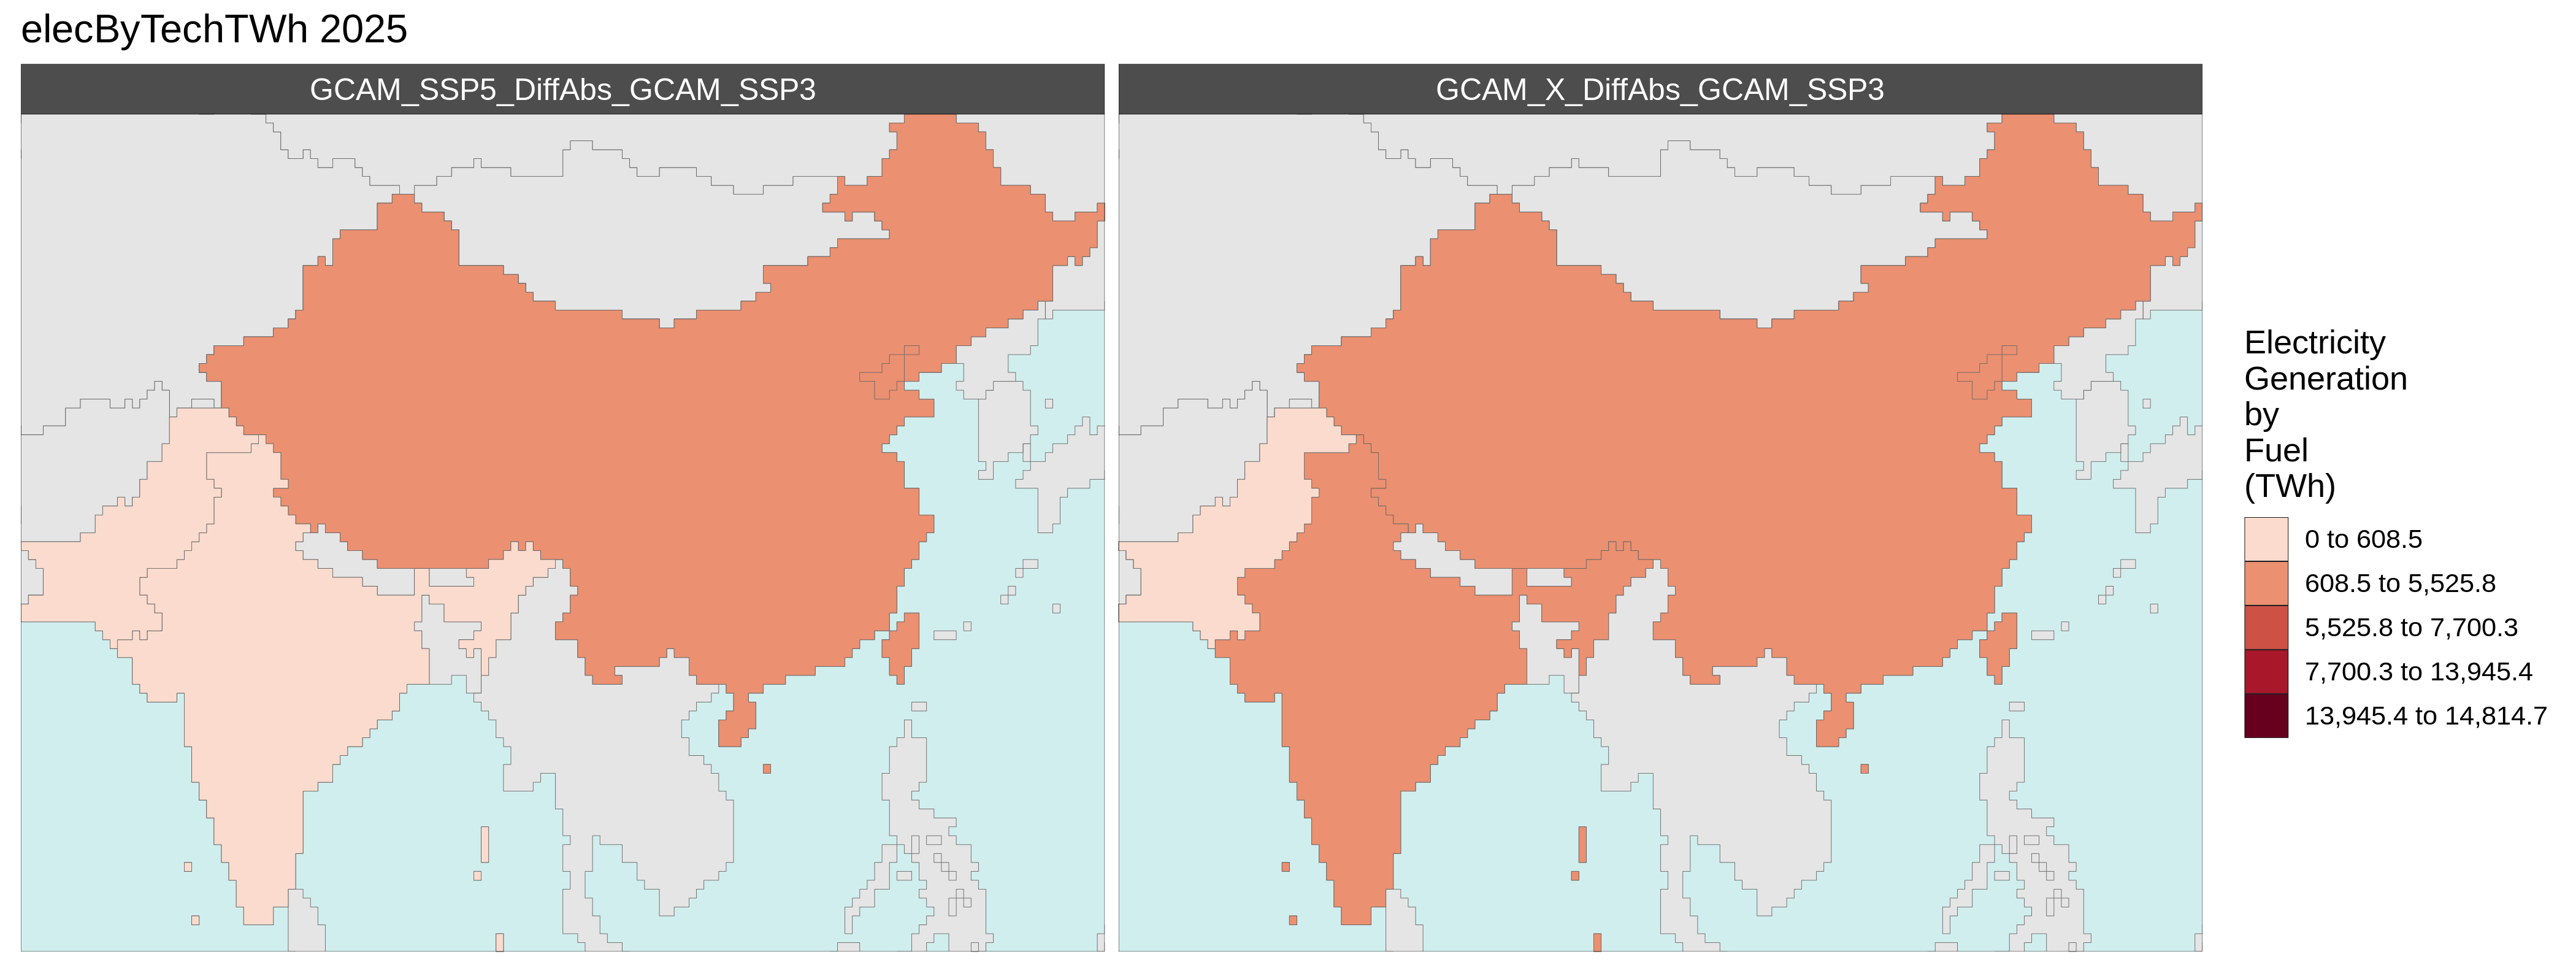 elecByTechTWh 2025
GCAM_SSP5_DiffAbs_GCAM_SSP3
GCAM_X_DiffAbs_GCAM_SSP3
Electricity
Generation
by
Fuel
(TWh)
0 to 608.5
608.5 to 5,525.8
5,525.8 to 7,700.3
7,700.3 to 13,945.4
13,945.4 to 14,814.7